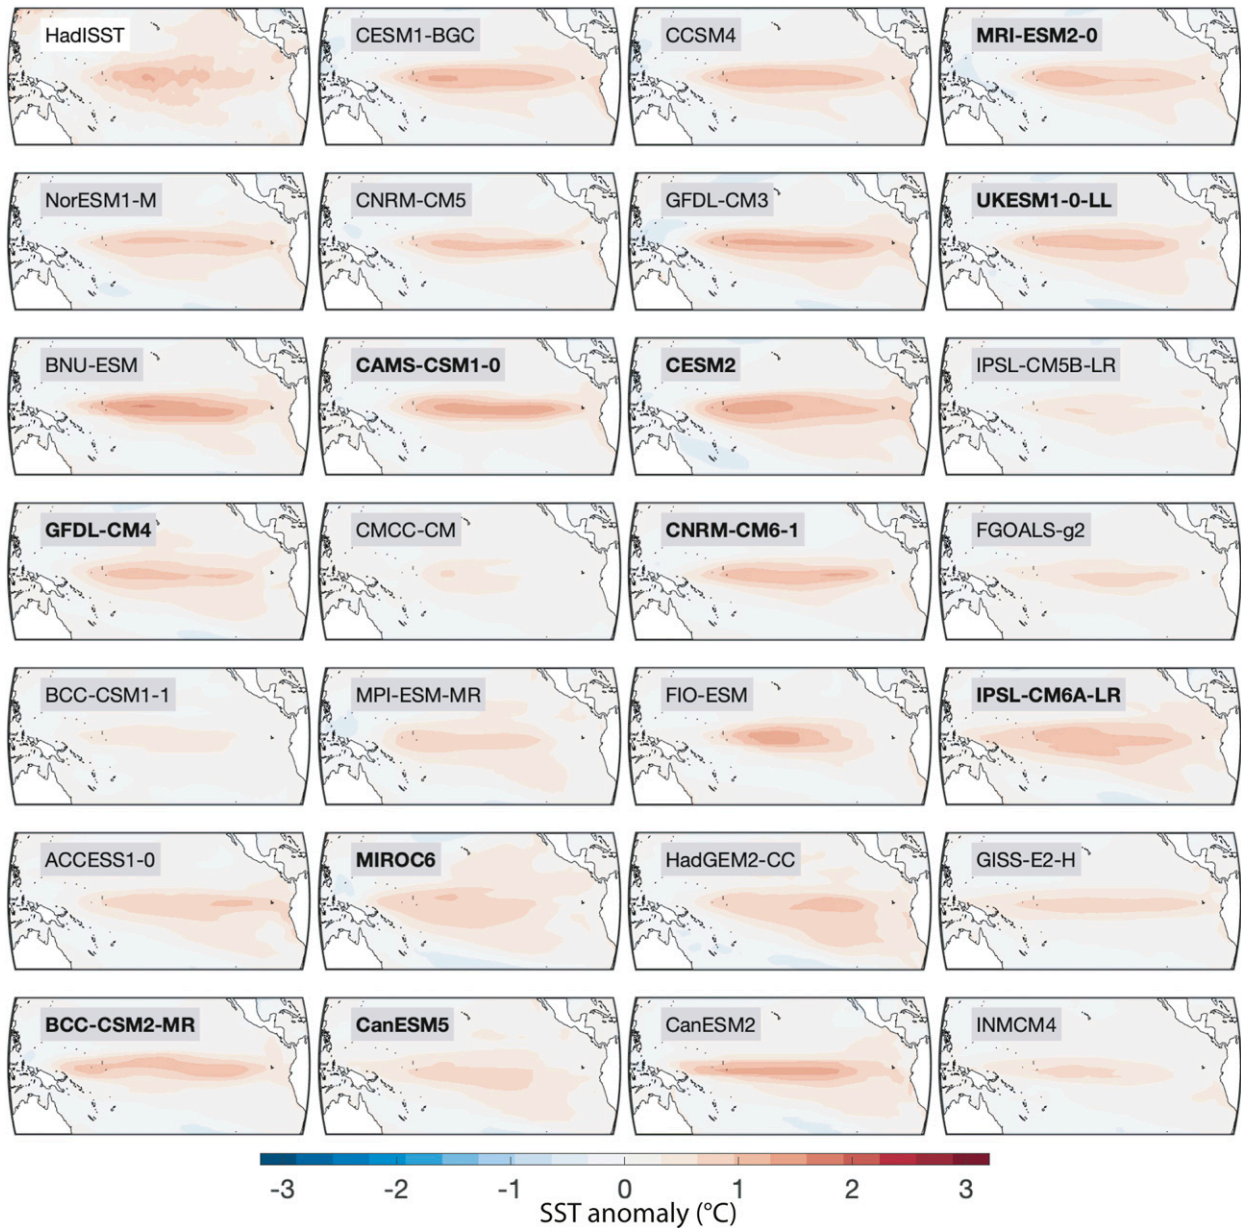 HadISST
CESM1-BGC
CCSM4
MRI-ESM2-0
NorESM1-M
CNRM-CM5
GFDL-CM3
UKESM1-0-LL
BNU-ESM
CAMS-CSM1-0
CESM2
IPSL-CM5B-LR
GFDL-CM4
CMCC-CM
CNRM-CM6-1
FGOALS-g2
BCC-CSM1-1
MPI-ESM-MR
FIO-ESM
IPSL-CM6A-LR
ACCESS1-0
MIROC6
HadGEM2-CC
GISS-E2-H
BCC-CSM2-MR
CanESM5
CanESM2
INMCM4
-3 -2 -1 0 1 2 3
SST anomaly (°C)